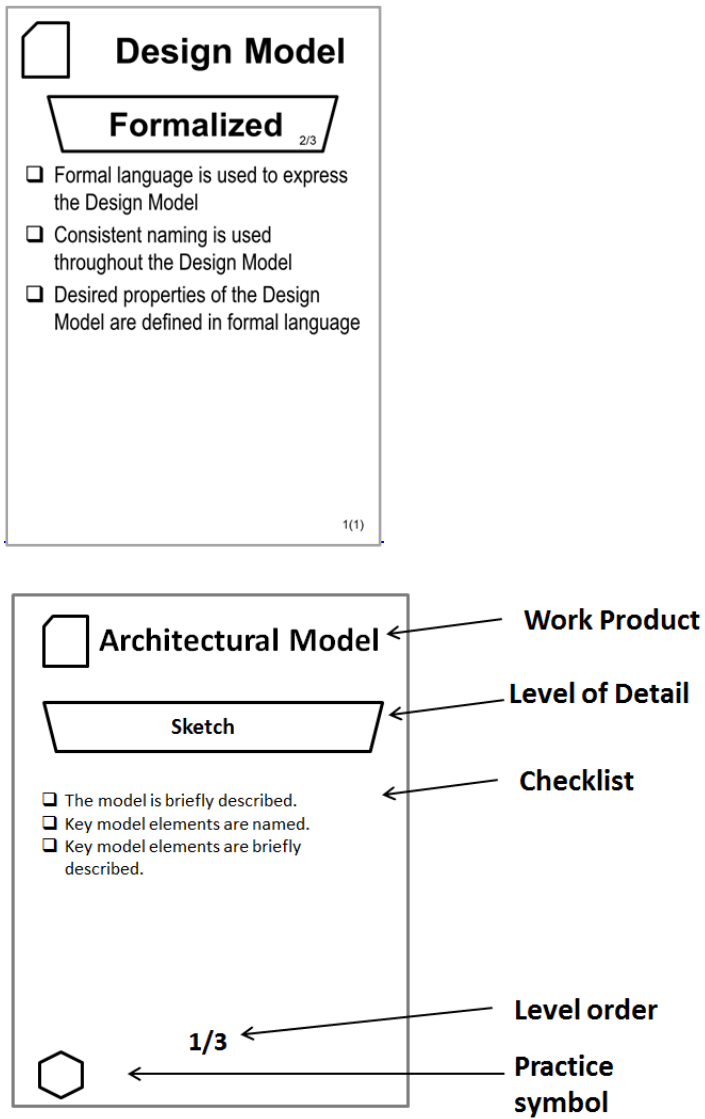 Design Model
Formalized
2/3
❑ Formal language is used to express
the Design Model
❑ Consistent naming is used
throughout the Design Model
❑ Desired properties of the Design
Model are defined in formal language
1(1)
Architectural Model
Work Product
Sketch
Level of Detail
❑ The model is briefly described.
❑ Key model elements are named.
❑ Key model elements are briefly
described.
Checklist
1/3
Level order
Practice
symbol